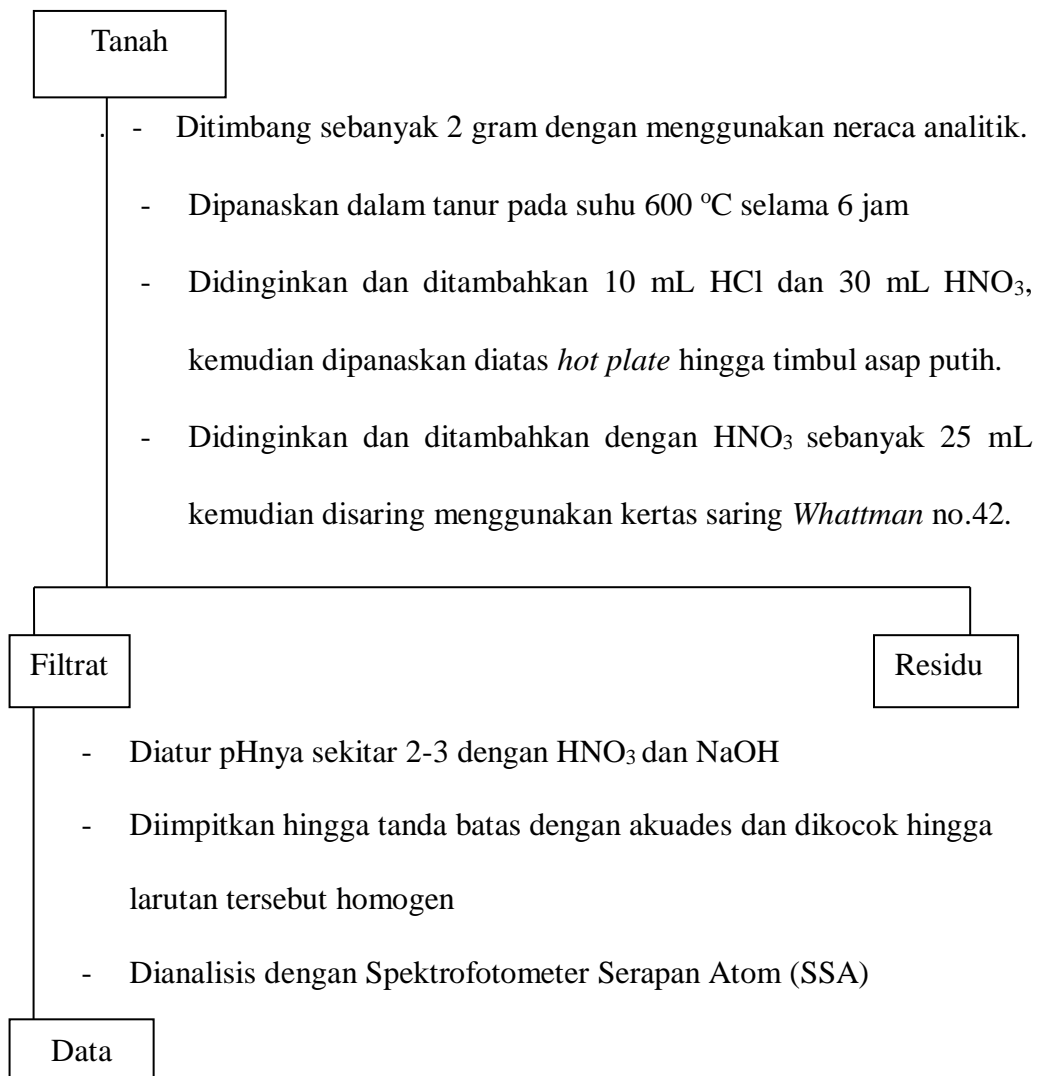 Tanah
. - Ditimbang sebanyak 2 gram dengan menggunakan neraca analitik.
- Dipanaskan dalam tanur pada suhu 600 ºC selama 6 jam
- Didinginkan dan ditambahkan 10 mL HCl dan 30 mL HNO₃,
kemudian dipanaskan diatas hot plate hingga timbul asap putih.
- Didinginkan dan ditambahkan dengan HNO₃ sebanyak 25 mL
kemudian disaring menggunakan kertas saring Whattman no.42.
Filtrat
Residu
- Diatur pHnya sekitar 2-3 dengan HNO₃ dan NaOH
- Diimpitkan hingga tanda batas dengan akuades dan dikocok hingga
larutan tersebut homogen
- Dianalisis dengan Spektrofotometer Serapan Atom (SSA)
Data